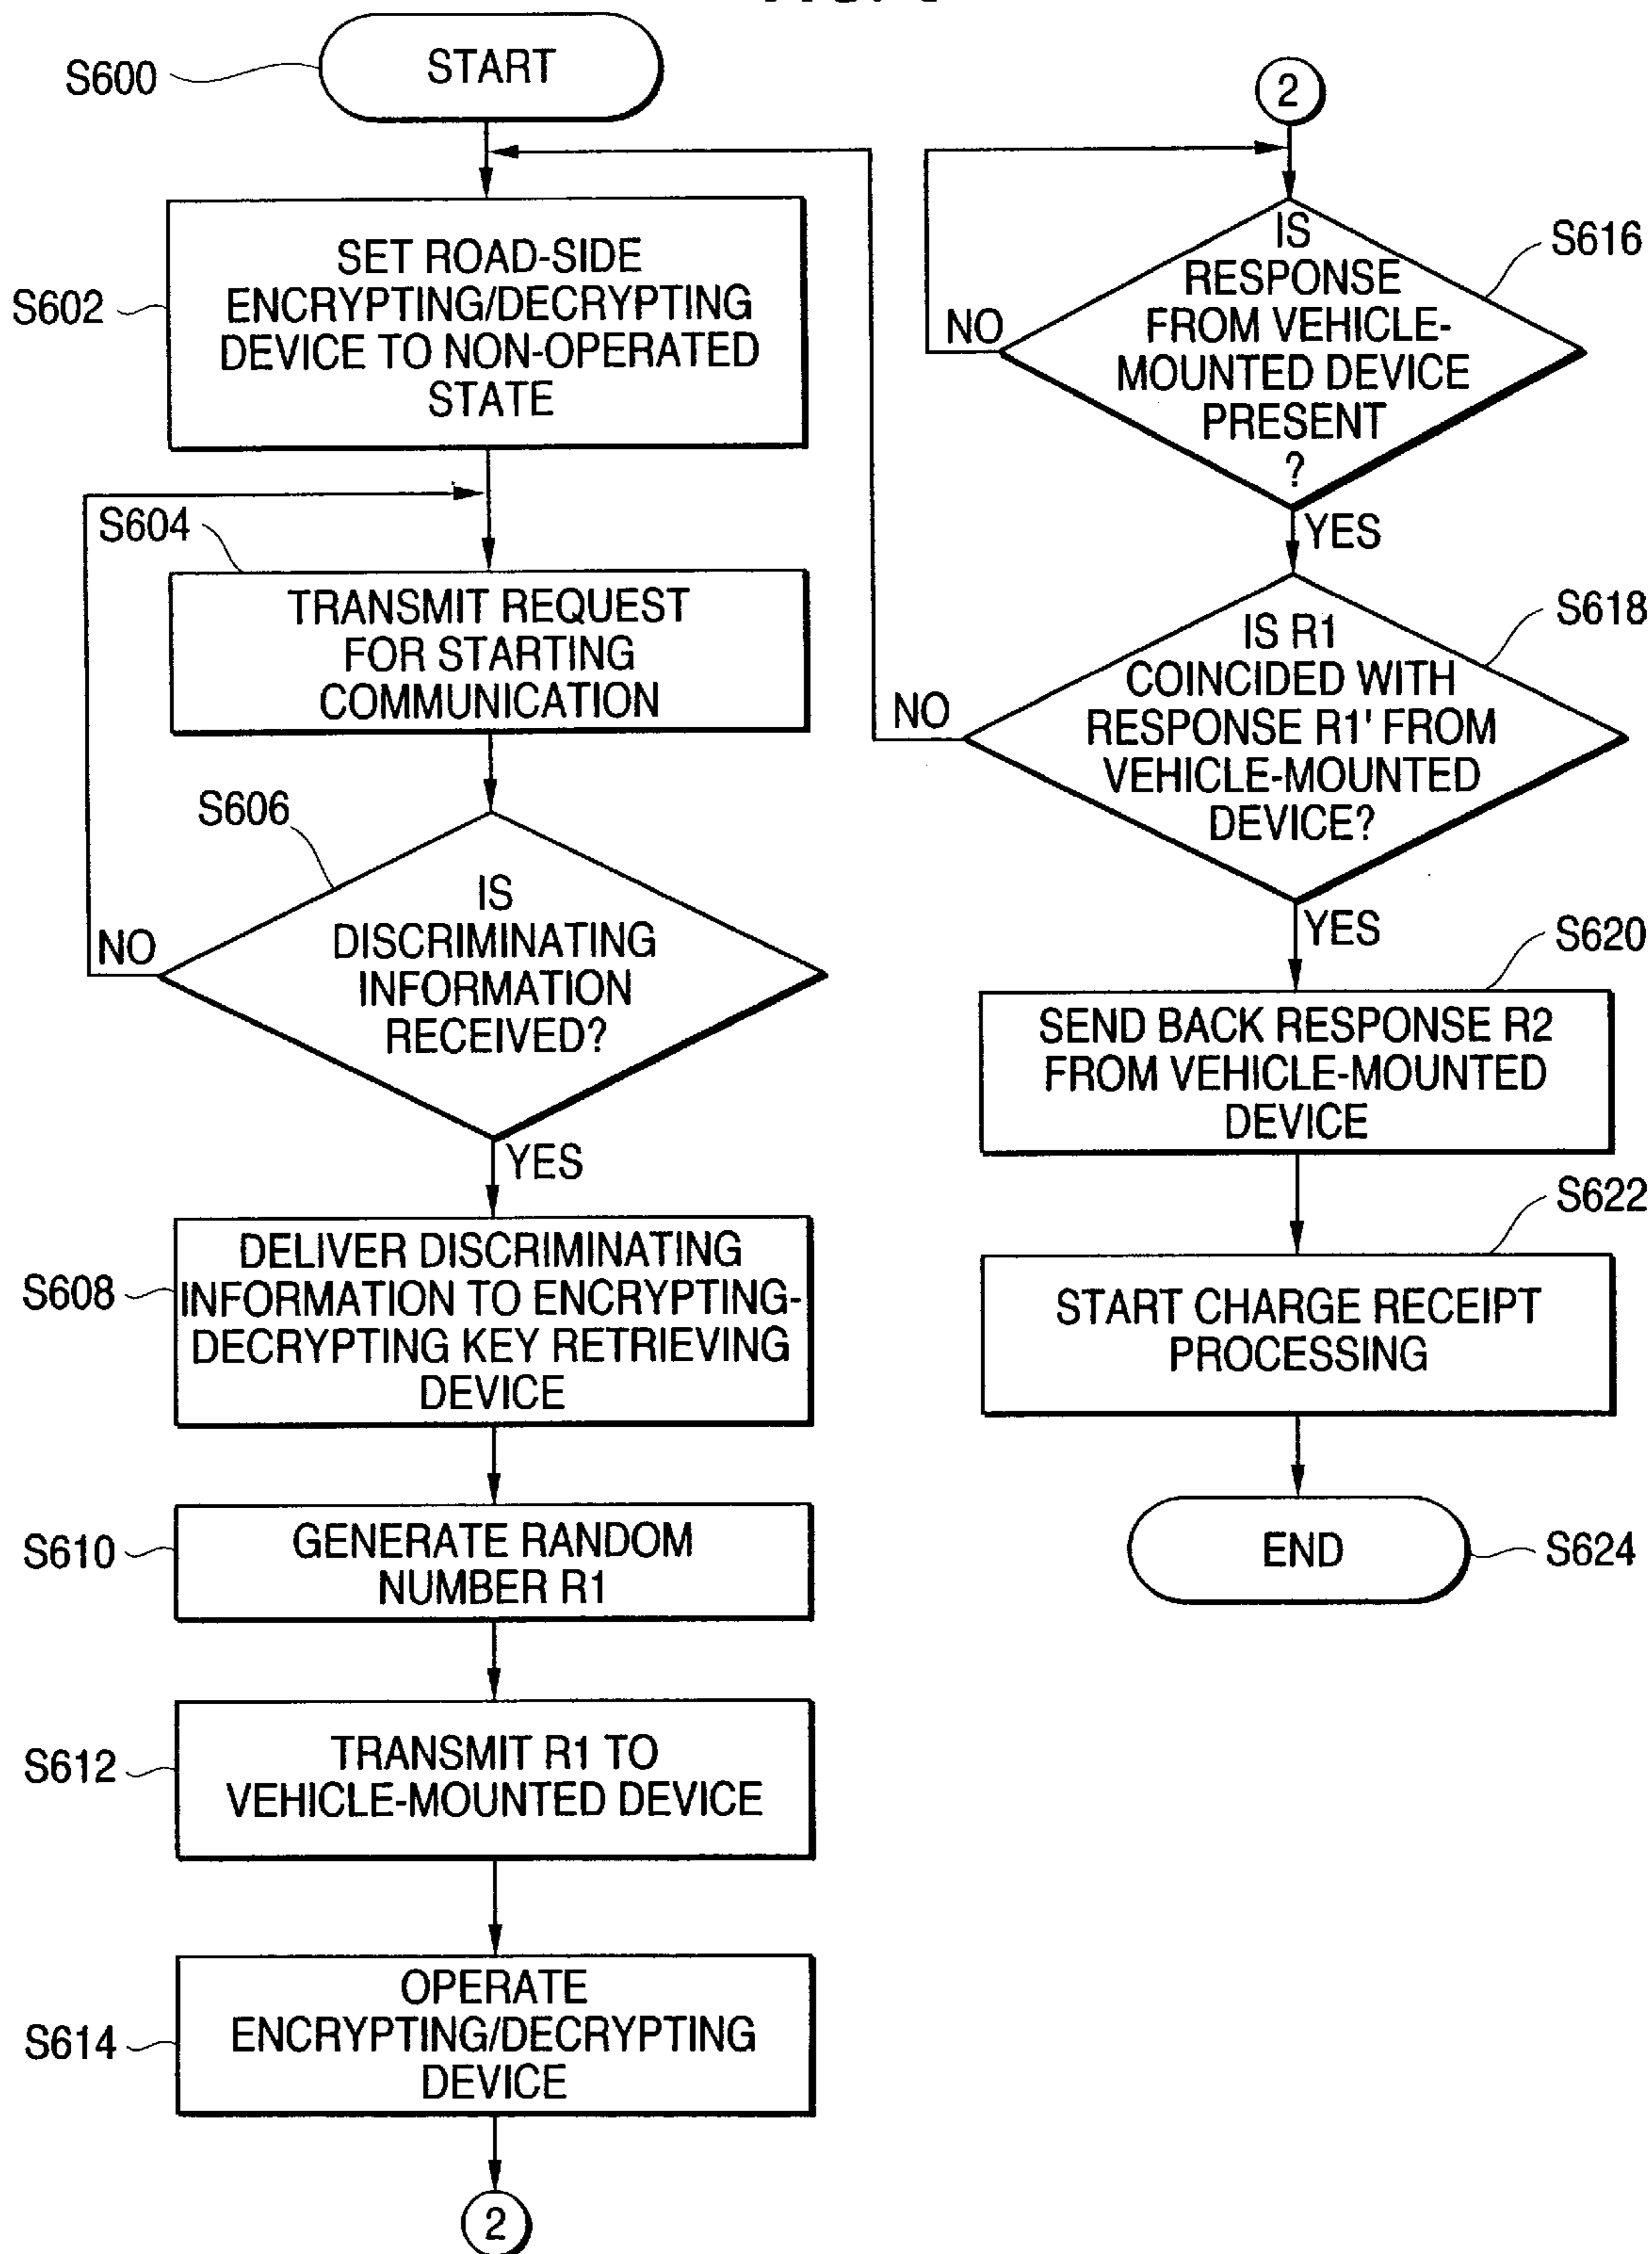 S600
START
S602
SET ROAD-SIDE
ENCRYPTING/DECRYPTING
DEVICE TO NON-OPERATED
STATE
S604
TRANSMIT REQUEST
FOR STARTING
COMMUNICATION
S606
IS
DISCRIMINATING
INFORMATION
RECEIVED?
NO
YES
S608
DELIVER DISCRIMINATING
INFORMATION TO ENCRYPTING-
DECRYPTING KEY RETRIEVING
DEVICE
S610
GENERATE RANDOM
NUMBER R1
S612
TRANSMIT R1 TO
VEHICLE-MOUNTED DEVICE
S614
OPERATE
ENCRYPTING/DECRYPTING
DEVICE
2
2
S616
IS
RESPONSE
FROM VEHICLE-
MOUNTED DEVICE
PRESENT
?
NO
YES
S618
IS R1
COINCIDED WITH
RESPONSE R1' FROM
VEHICLE-MOUNTED
DEVICE?
NO
YES
S620
SEND BACK RESPONSE R2
FROM VEHICLE-MOUNTED
DEVICE
S622
START CHARGE RECEIPT
PROCESSING
END
S624